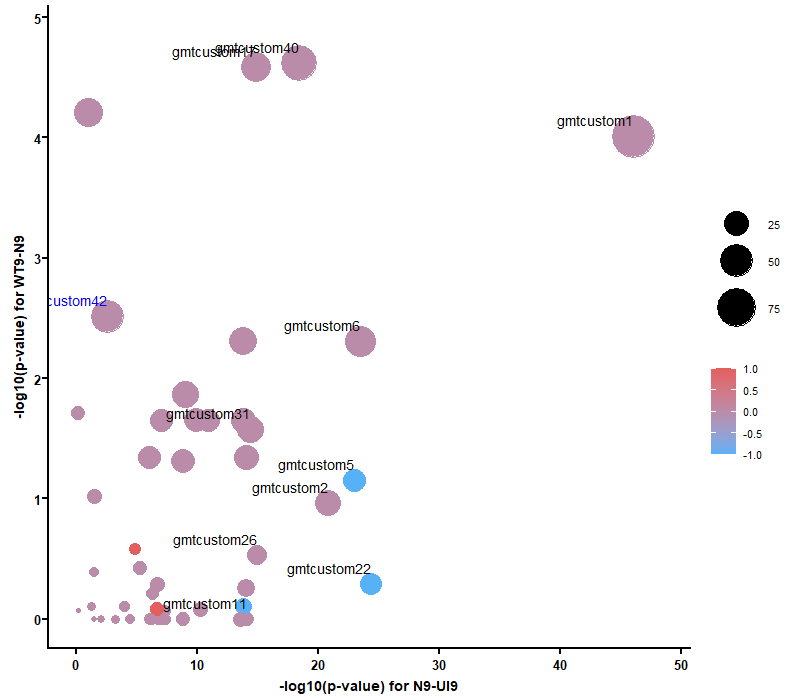 5
gmtcustom40
gmtcustom17
gmtcustom1
4
25
50
3
custom42
75
gmtcustom6
1.0
2
0.5
gmtcustom31
0.0
-0.5
gmtcustom5
-1.0
gmtcustom2
1
gmtcustom26
gmtcustom22
gmtcustom11
0
-log10(p-value) for WT9-N9
0 10 20 30 40 50
-log10(p-value) for N9-UI9